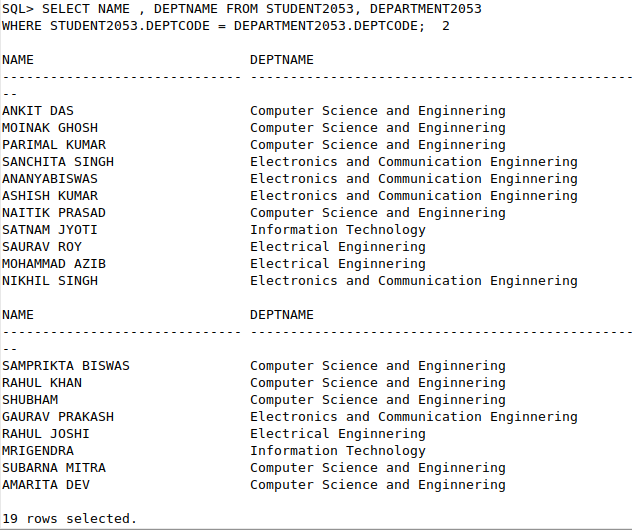 SQL> SELECT NAME , DEPTNAME FROM STUDENT2053, DEPARTMENT2053
WHERE STUDENT2053.DEPTCODE = DEPARTMENT2053.DEPTCODE;  2
NAME DEPTNAME
------------------------------ ------------------------------------------------
--
ANKIT DAS Computer Science and Enginnering
MOINAK GHOSH Computer Science and Enginnering
PARIMAL KUMAR Computer Science and Enginnering
SANCHITA SINGH Electronics and Communication Enginnering
ANANYABISWAS Electronics and Communication Enginnering
ASHISH KUMAR Electronics and Communication Enginnering
NAITIK PRASAD Computer Science and Enginnering
SATNAM JYOTI Information Technology
SAURAV ROY Electrical Enginnering
MOHAMMAD AZIB Electrical Enginnering
NIKHIL SINGH Electronics and Communication Enginnering
NAME DEPTNAME
------------------------------ ------------------------------------------------
--
SAMPRIKTA BISWAS Computer Science and Enginnering
RAHUL KHAN Computer Science and Enginnering
SHUBHAM Computer Science and Enginnering
GAURAV PRAKASH Electronics and Communication Enginnering
RAHUL JOSHI Electrical Enginnering
MRIGENDRA Information Technology
SUBARNA MITRA Computer Science and Enginnering
AMARITA DEV Computer Science and Enginnering
19 rows selected.